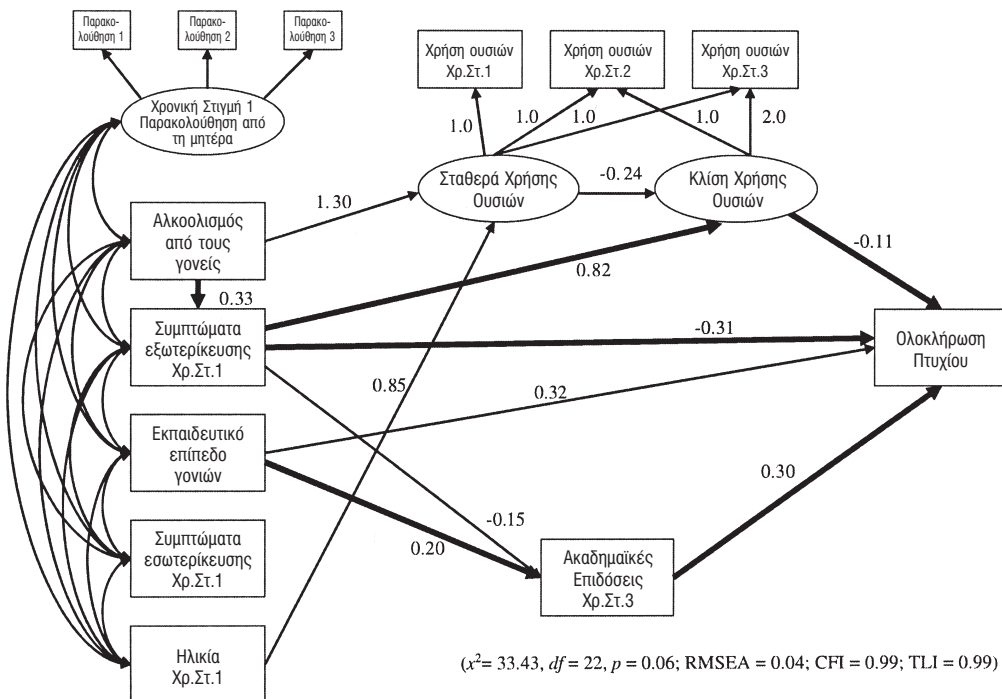 Παρακο-
λούθηση 1
Παρακο-
λούθηση 2
Παρακο-
λούθηση 3
Χρήση ουσιών
Χρ.Στ.1
Χρήση ουσιών
Χρ.Στ.2
Χρήση ουσιών
Χρ.Στ.3
Χρονική Στιγμή 1
Παρακολούθηση από
τη μητέρα
1.0
1.0
1.0
1.0
2.0
Σταθερά Χρήσης
Ουσιών
-0. 24
Κλίση Χρήσης
Ουσιών
Αλκοολισμός
από τους
γονείς
1.30
-0.11
0.82
0.33
Συμπτώματα
εξωτερίκευσης
Χρ.Στ.1
-0.31
Ολοκλήρωση
Πτυχίου
0.85
0.32
Εκπαιδευτικό
επίπεδο
γονιών
0.30
-0.15
0.20
Συμπτώματα
εσωτερίκευσης
Χρ.Στ.1
Ακαδημαϊκές
Επιδόσεις
Χρ.Στ.3
Ηλικία
Χρ.Στ.1
(x²= 33.43, df = 22, p = 0.06; RMSEA = 0.04; CFI = 0.99; TLI = 0.99)